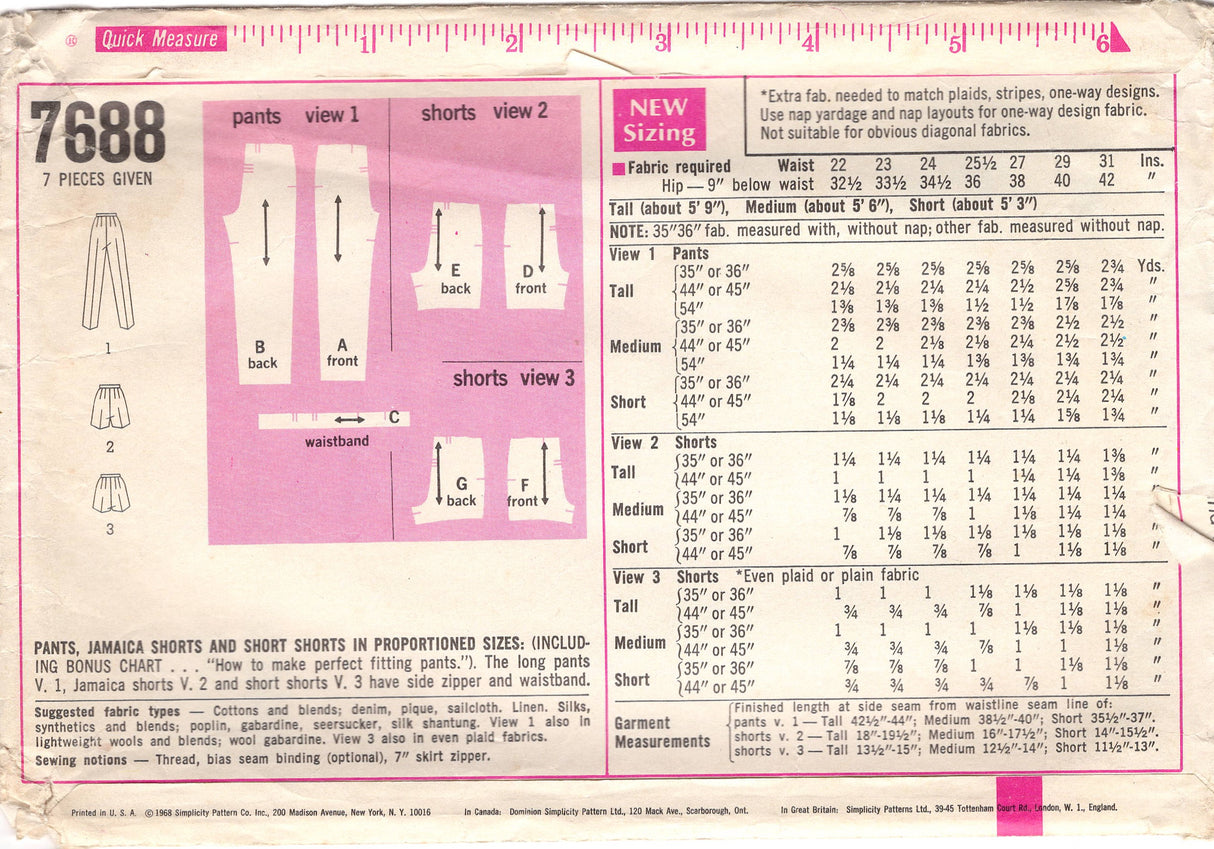 ® Quick Measure 1 2 3 4 5 6
7688
7 PIECES GIVEN
1
2
3
pants view 1
shorts view 2
B
back
A
front
E
back
D
front
shorts view 3
C
waistband
G
back
F
front
PANTS, JAMAICA SHORTS AND SHORT SHORTS IN PROPORTIONED SIZES: (INCLUD-
ING BONUS CHART . . . "How to make perfect fitting pants."). The long pants
V. 1, Jamaica shorts V. 2 and short shorts V. 3 have side zipper and waistband.
Suggested fabric types — Cottons and blends; denim, pique, sailcloth. Linen. Silks,
synthetics and blends; poplin, gabardine, seersucker, silk shantung. View 1 also in
lightweight wools and blends; wool gabardine. View 3 also in even plaid fabrics.
Sewing notions — Thread, bias seam binding (optional), 7" skirt zipper.
NEW
Sizing
*Extra fab. needed to match plaids, stripes, one-way designs.
Use nap yardage and nap layouts for one-way design fabric.
Not suitable for obvious diagonal fabrics.
Fabric required Waist 22 23 24 25½ 27 29 31 Ins.
Hip — 9" below waist 32½ 33½ 34½ 36 38 40 42 "
Tall (about 5' 9"), Medium (about 5' 6"), Short (about 5' 3")
NOTE: 35"36" fab. measured with, without nap; other fab. measured without nap.
View 1 Pants
35" or 36" 2⅝ 2⅝ 2⅝ 2⅝ 2⅝ 2⅝ 2¾ Yds.
Tall 44" or 45" 2⅛ 2⅛ 2¼ 2¼ 2½ 2⅝ 2¾ "
54" 1⅜ 1⅜ 1⅜ 1½ 1½ 1⅞ 1⅞ "
35" or 36" 2⅜ 2⅜ 2⅜ 2⅜ 2⅜ 2½ 2½ "
Medium 44" or 45" 2 2 2⅛ 2⅛ 2¼ 2½ 2½ "
54" 1¼ 1¼ 1¼ 1⅜ 1⅜ 1¾ 1¾ "
35" or 36" 2¼ 2¼ 2¼ 2¼ 2¼ 2¼ 2¼ "
Short 44" or 45" 1⅞ 2 2 2 2⅛ 2¼ 2¼ "
54" 1⅛ 1⅛ 1⅛ 1¼ 1¼ 1⅝ 1¾ "
View 2 Shorts
35" or 36" 1¼ 1¼ 1¼ 1¼ 1¼ 1¼ 1⅜ "
Tall 44" or 45" 1 1 1 1 1¼ 1¼ 1⅜ "
35" or 36" 1⅛ 1¼ 1¼ 1¼ 1¼ 1¼ 1¼ "
Medium 44" or 45" ⅞ ⅞ ⅞ 1 1⅛ 1¼ 1¼ "
35" or 36" 1 1⅛ 1⅛ 1⅛ 1⅛ 1⅛ 1⅛ "
Short 44" or 45" ⅞ ⅞ ⅞ ⅞ 1 1⅛ 1⅛ "
View 3 Shorts *Even plaid or plain fabric
35" or 36" 1 1 1 1⅛ 1⅛ 1⅛ 1⅛ "
Tall 44" or 45" ¾ ¾ ¾ ⅞ 1 1⅛ 1⅛ "
35" or 36" 1 1 1 1 1⅛ 1⅛ 1⅛ "
Medium 44" or 45" ¾ ¾ ¾ ⅞ 1 1 1⅛ "
35" or 36" ⅞ ⅞ ⅞ 1 1 1⅛ 1⅛ "
Short 44" or 45" ¾ ¾ ¾ ¾ ⅞ 1 1⅛ "
Garment Measurements
Finished length at side seam from waistline seam line of:
pants v. 1 — Tall 42½"-44"; Medium 38½"-40"; Short 35½"-37".
shorts v. 2 — Tall 18"-19½"; Medium 16"-17½"; Short 14"-15½".
shorts v. 3 — Tall 13½"-15"; Medium 12½"-14"; Short 11½"-13".
Printed in U. S. A. ©1968 Simplicity Pattern Co. Inc., 200 Madison Avenue, New York, N. Y. 10016 In Canada: Dominion Simplicity Pattern Ltd., 120 Mack Ave., Scarborough, Ont. In Great Britain: Simplicity Patterns Ltd., 39-45 Tottenham Court Rd., London, W. 1., England.